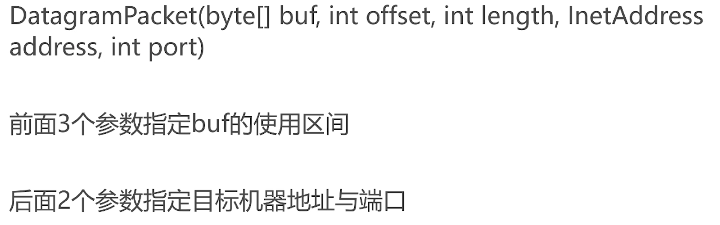 DatagramPacket(byte[] buf, int offset, int length, InetAddress
address, int port)
前面3个参数指定buf的使用区间
后面2个参数指定目标机器地址与端口